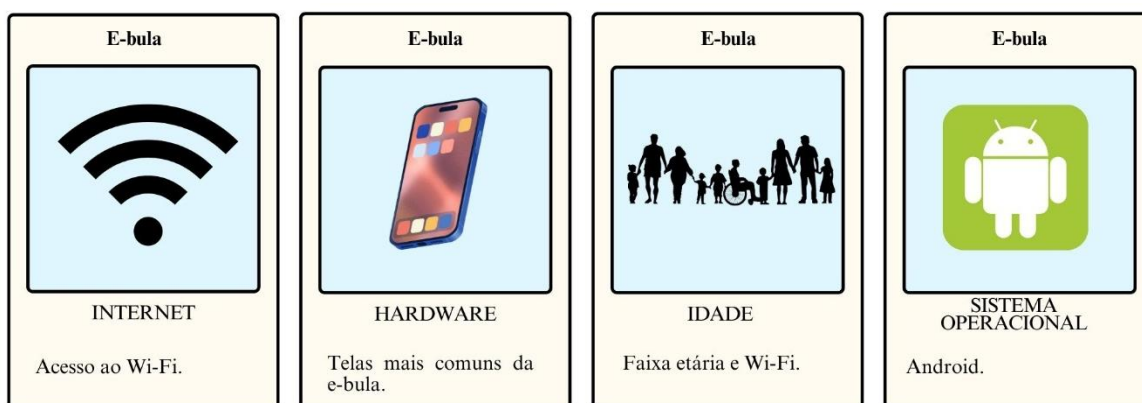 E-bula
INTERNET
Acesso ao Wi-Fi.
E-bula
HARDWARE
Telas mais comuns da
e-bula.
E-bula
IDADE
Faixa etária e Wi-Fi.
E-bula
SISTEMA
OPERACIONAL
Android.